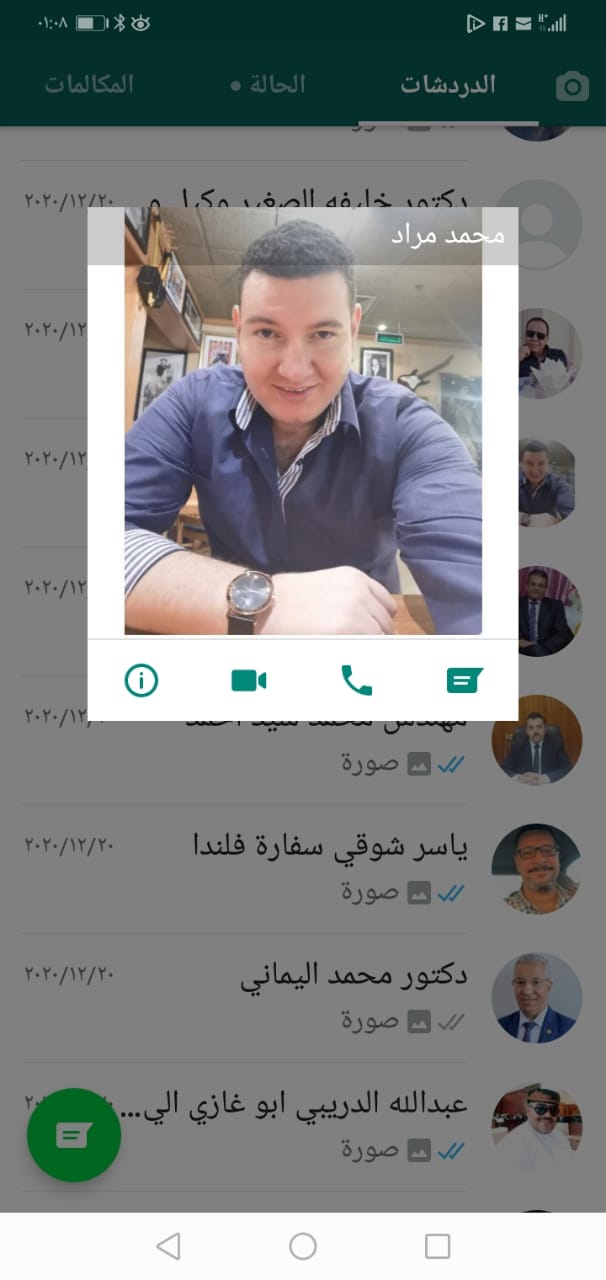 ٠١:٠٨
الدردشات
الحالة
المكالمات
٢٠٢٠/١٢/٢٠
دكتور خليفه الصغير وكيل و
محمد مراد
٢٠٢٠/١٢
٢٠٢٠/١٢
٢٠٢٠/١٢
مهندس محمد سيد احمد
٢٠٢٠/١٢/٢٠
صورة
ياسر شوقي سفارة فلندا
٢٠٢٠/١٢/٢٠
صورة
دكتور محمد اليماني
٢٠٢٠/١٢/٢٠
صورة
عبدالله الدريبي ابو غازي الي...
صورة